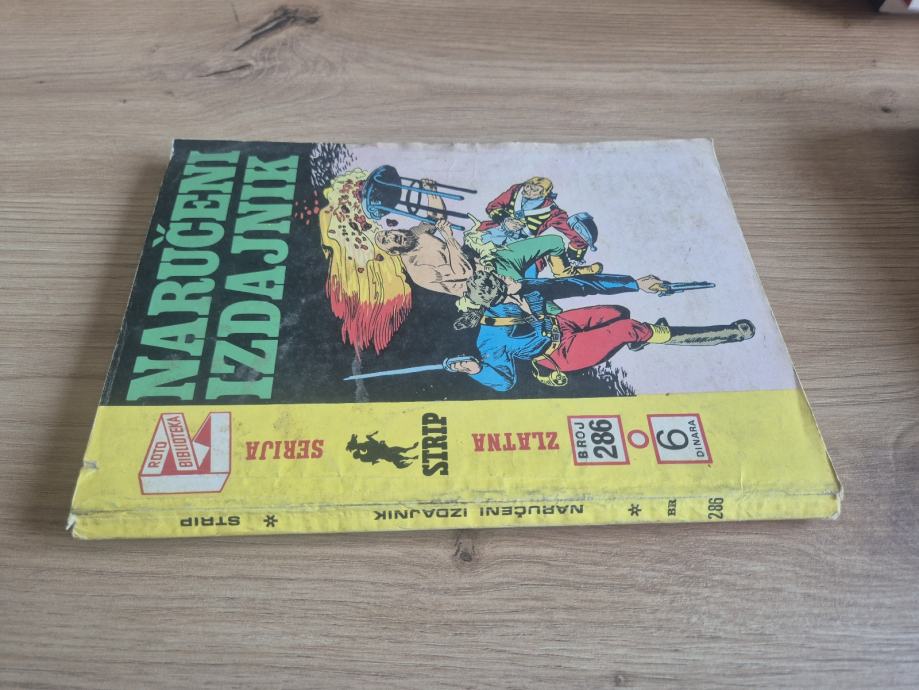 NARUČENI
IZDAJNIK
ROTO
BIBLIOTEKA
SERIJA
STRIP
ZLATNA
BROJ
286
6
DINARA
STRIP * NARUČENI IZDAJNIK * BR 286